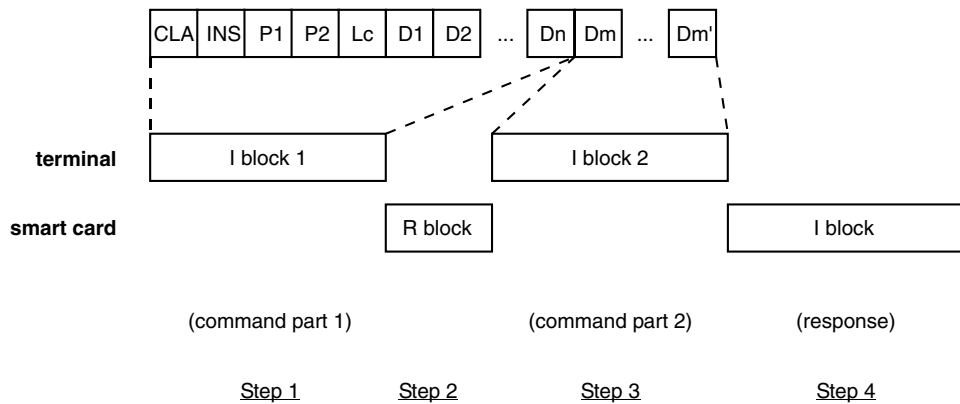 CLA INS P1 P2 Lc D1 D2 ... Dn Dm ... Dm'
terminal I block 1 I block 2
smart card R block I block
(command part 1) (command part 2) (response)
Step 1 Step 2 Step 3 Step 4